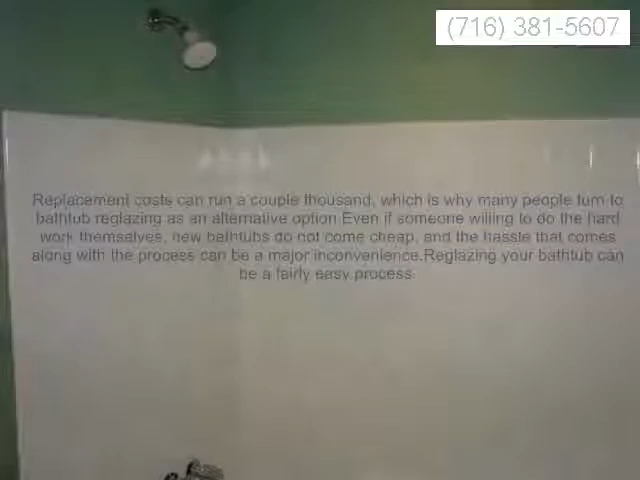 (716) 381-5607
Replacement costs can run a couple thousand, which is why many people turn to
bathtub reglazing as an alternative option.Even if someone willing to do the hard
work themselves, new bathtubs do not come cheap, and the hassle that comes
along with the process can be a major inconvenience.Reglazing your bathtub can
be a fairly easy process.